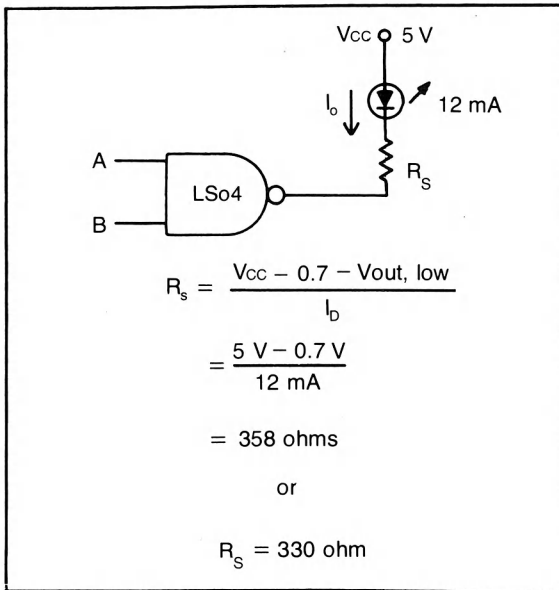 Vcc 5 V
I_o 12 mA
R_S
A
LSo4
B
R_s = Vcc − 0.7 − Vout, low
I_D
= 5 V − 0.7 V
12 mA
= 358 ohms
or
R_S = 330 ohm